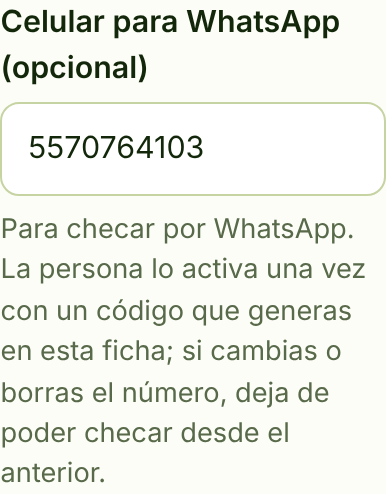 Celular para WhatsApp
(opcional)
5570764103
Para checar por WhatsApp.
La persona lo activa una vez
con un código que generas
en esta ficha; si cambias o
borras el número, deja de
poder checar desde el
anterior.